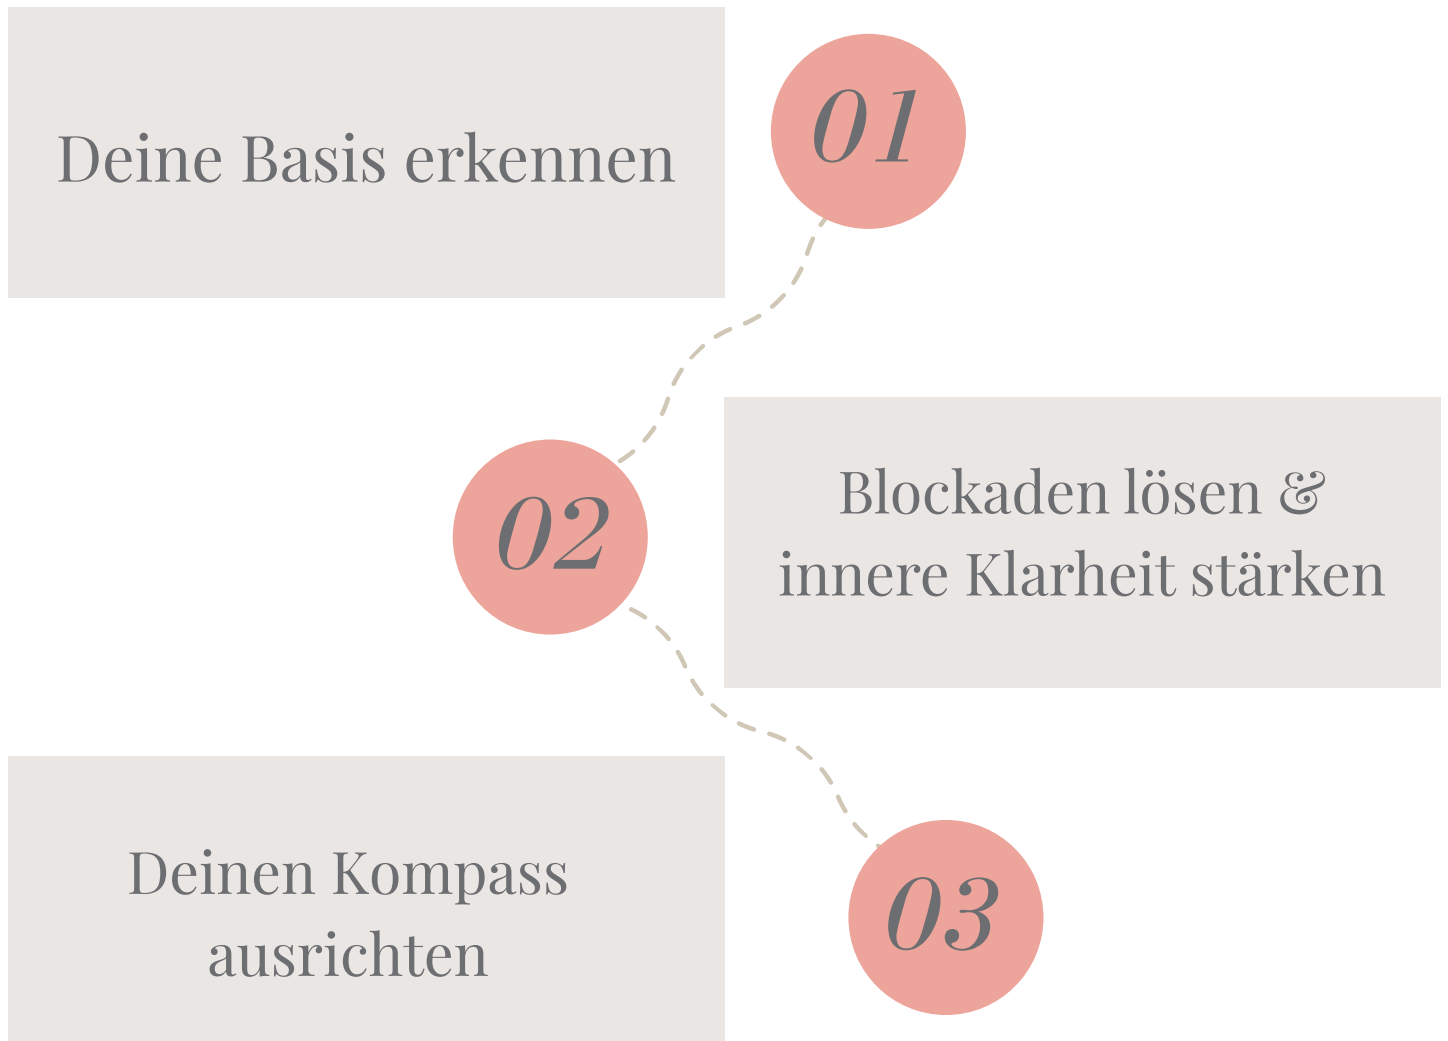 Deine Basis erkennen
01
02
Blockaden lösen &
innere Klarheit stärken
Deinen Kompass
ausrichten
03